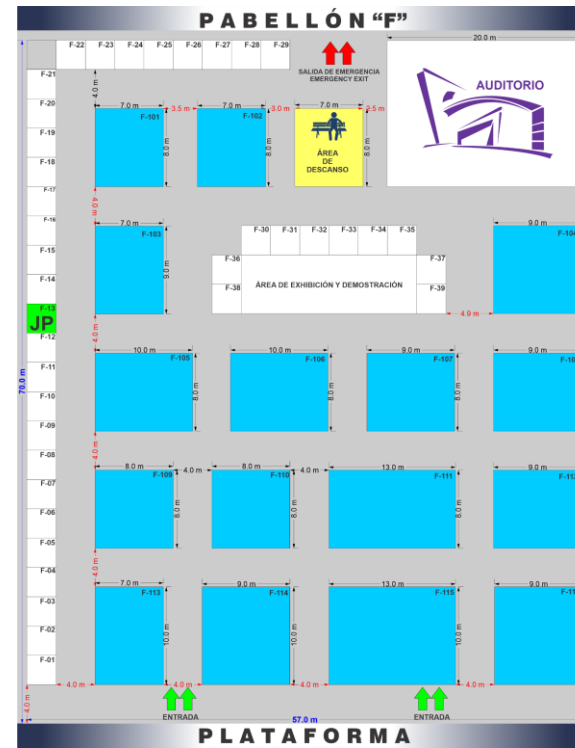 PABELLÓN “F”
20.0 m
F-22 F-23 F-24 F-25 F-26 F-27 F-28 F-29
SALIDA DE EMERGENCIA
EMERGENCY EXIT
AUDITORIO
F-21
4.0 m
F-20
7.0 m 3.5 m 7.0 m 3.0 m 7.0 m 2.5 m
F-101 F-102
8.0 m 8.0 m 8.0 m
ÁREA
DE
DESCANSO
F-19
F-18
F-17
4.0 m
F-16
7.0 m
F-103
9.0 m
F-30 F-31 F-32 F-33 F-34 F-35
9.0 m
F-104
F-15
F-36 F-37
F-14
F-38 F-39
ÁREA DE EXHIBICIÓN Y DEMOSTRACIÓN
4.9 m
F-13
JP
4.0 m
F-12
10.0 m 10.0 m 9.0 m 9.0 m
F-105 F-106 F-107
8.0 m 8.0 m 8.0 m
F-11
70.0 m
F-10
F-09
4.0 m
F-08
8.0 m 4.0 m 8.0 m 4.0 m 13.0 m 9.0 m
F-109 F-110 F-111
8.0 m 8.0 m 8.0 m
F-07
F-06
F-05
4.0 m
F-04
7.0 m 9.0 m 13.0 m 9.0 m
F-113 F-114 F-115
10.0 m 10.0 m 10.0 m
F-03
F-02
F-01
4.0 m 4.0 m 4.0 m 4.0 m
4.0 m
ENTRADA ENTRADA
57.0 m
PLATAFORMA